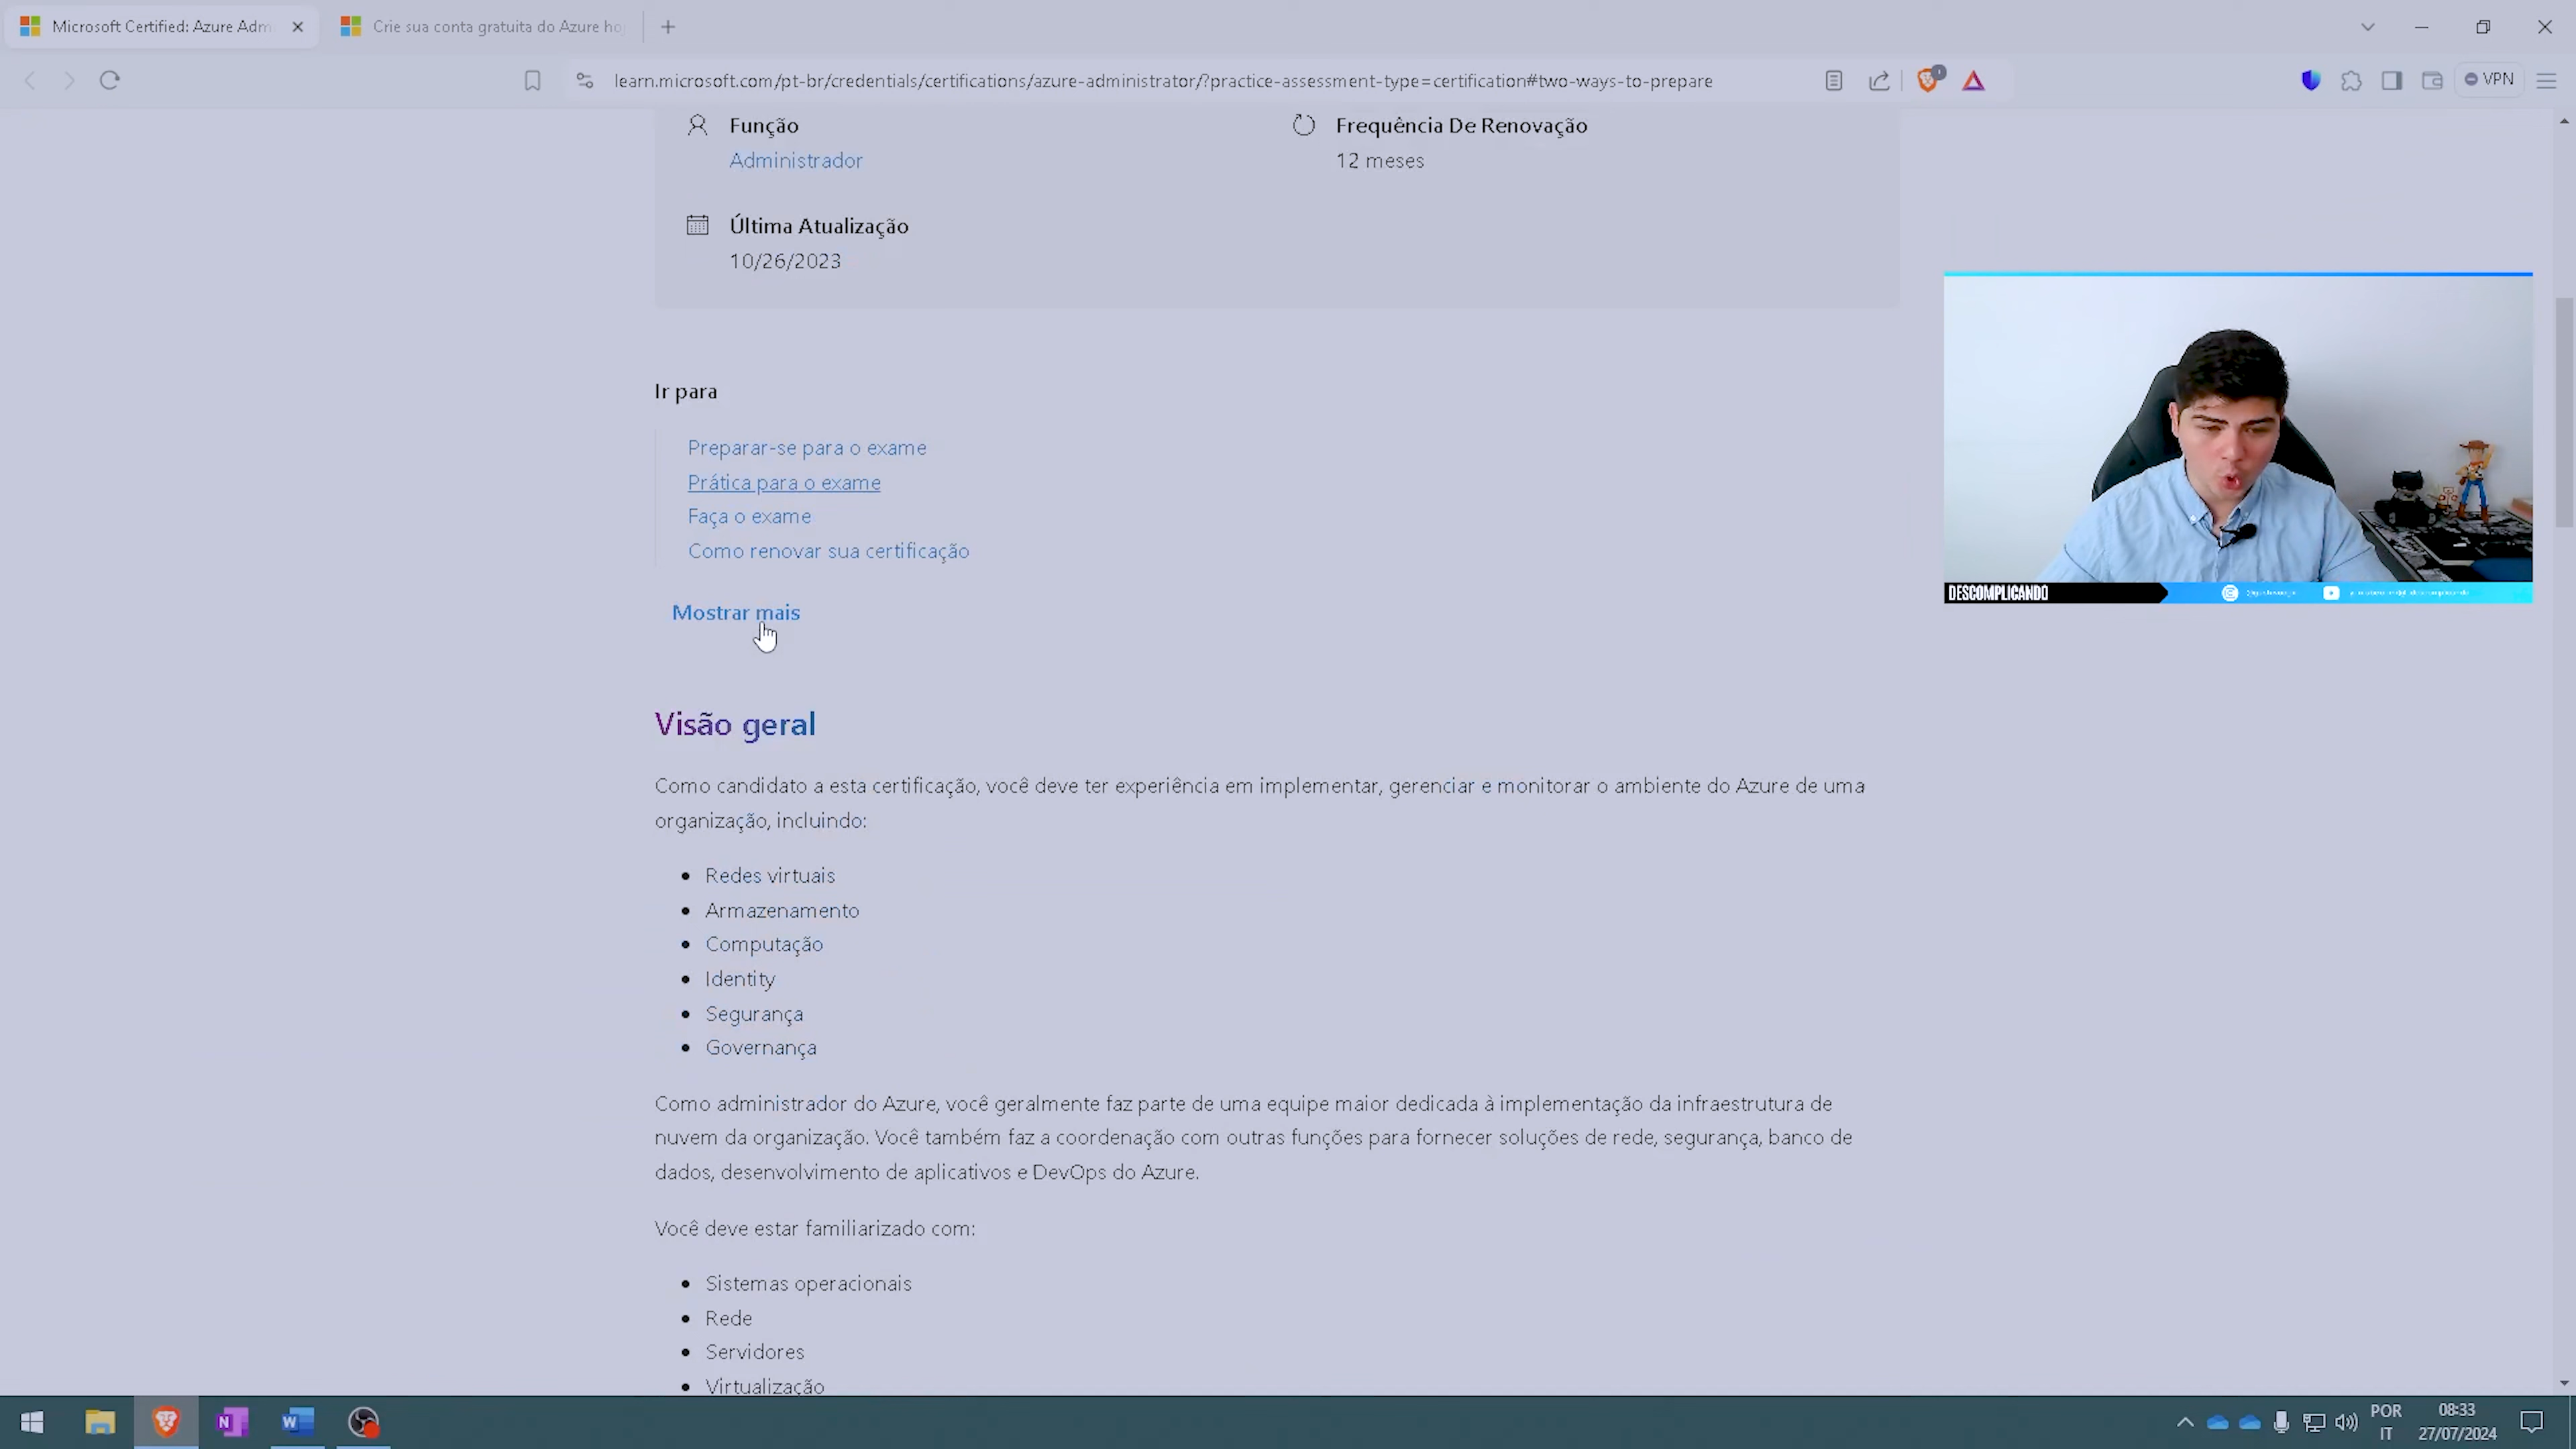 Microsoft Certified: Azure Adm
Crie sua conta gratuita do Azure ho
learn.microsoft.com/pt-br/credentials/certifications/azure-administrator/?practice-assessment-type=certification#two-ways-to-prepare
VPN
Função
Administrador
Frequência De Renovação
12 meses
Última Atualização
10/26/2023
Ir para
Preparar-se para o exame
Prática para o exame
Faça o exame
Como renovar sua certificação
Mostrar mais
DESCOMPLICANDO
Visão geral
Como candidato a esta certificação, você deve ter experiência em implementar, gerenciar e monitorar o ambiente do Azure de uma
organização, incluindo:
Redes virtuais
Armazenamento
Computação
Identity
Segurança
Governança
Como administrador do Azure, você geralmente faz parte de uma equipe maior dedicada à implementação da infraestrutura de
nuvem da organização. Você também faz a coordenação com outras funções para fornecer soluções de rede, segurança, banco de
dados, desenvolvimento de aplicativos e DevOps do Azure.
Você deve estar familiarizado com:
Sistemas operacionais
Rede
Servidores
Virtualização
POR
IT
08:33
27/07/2024